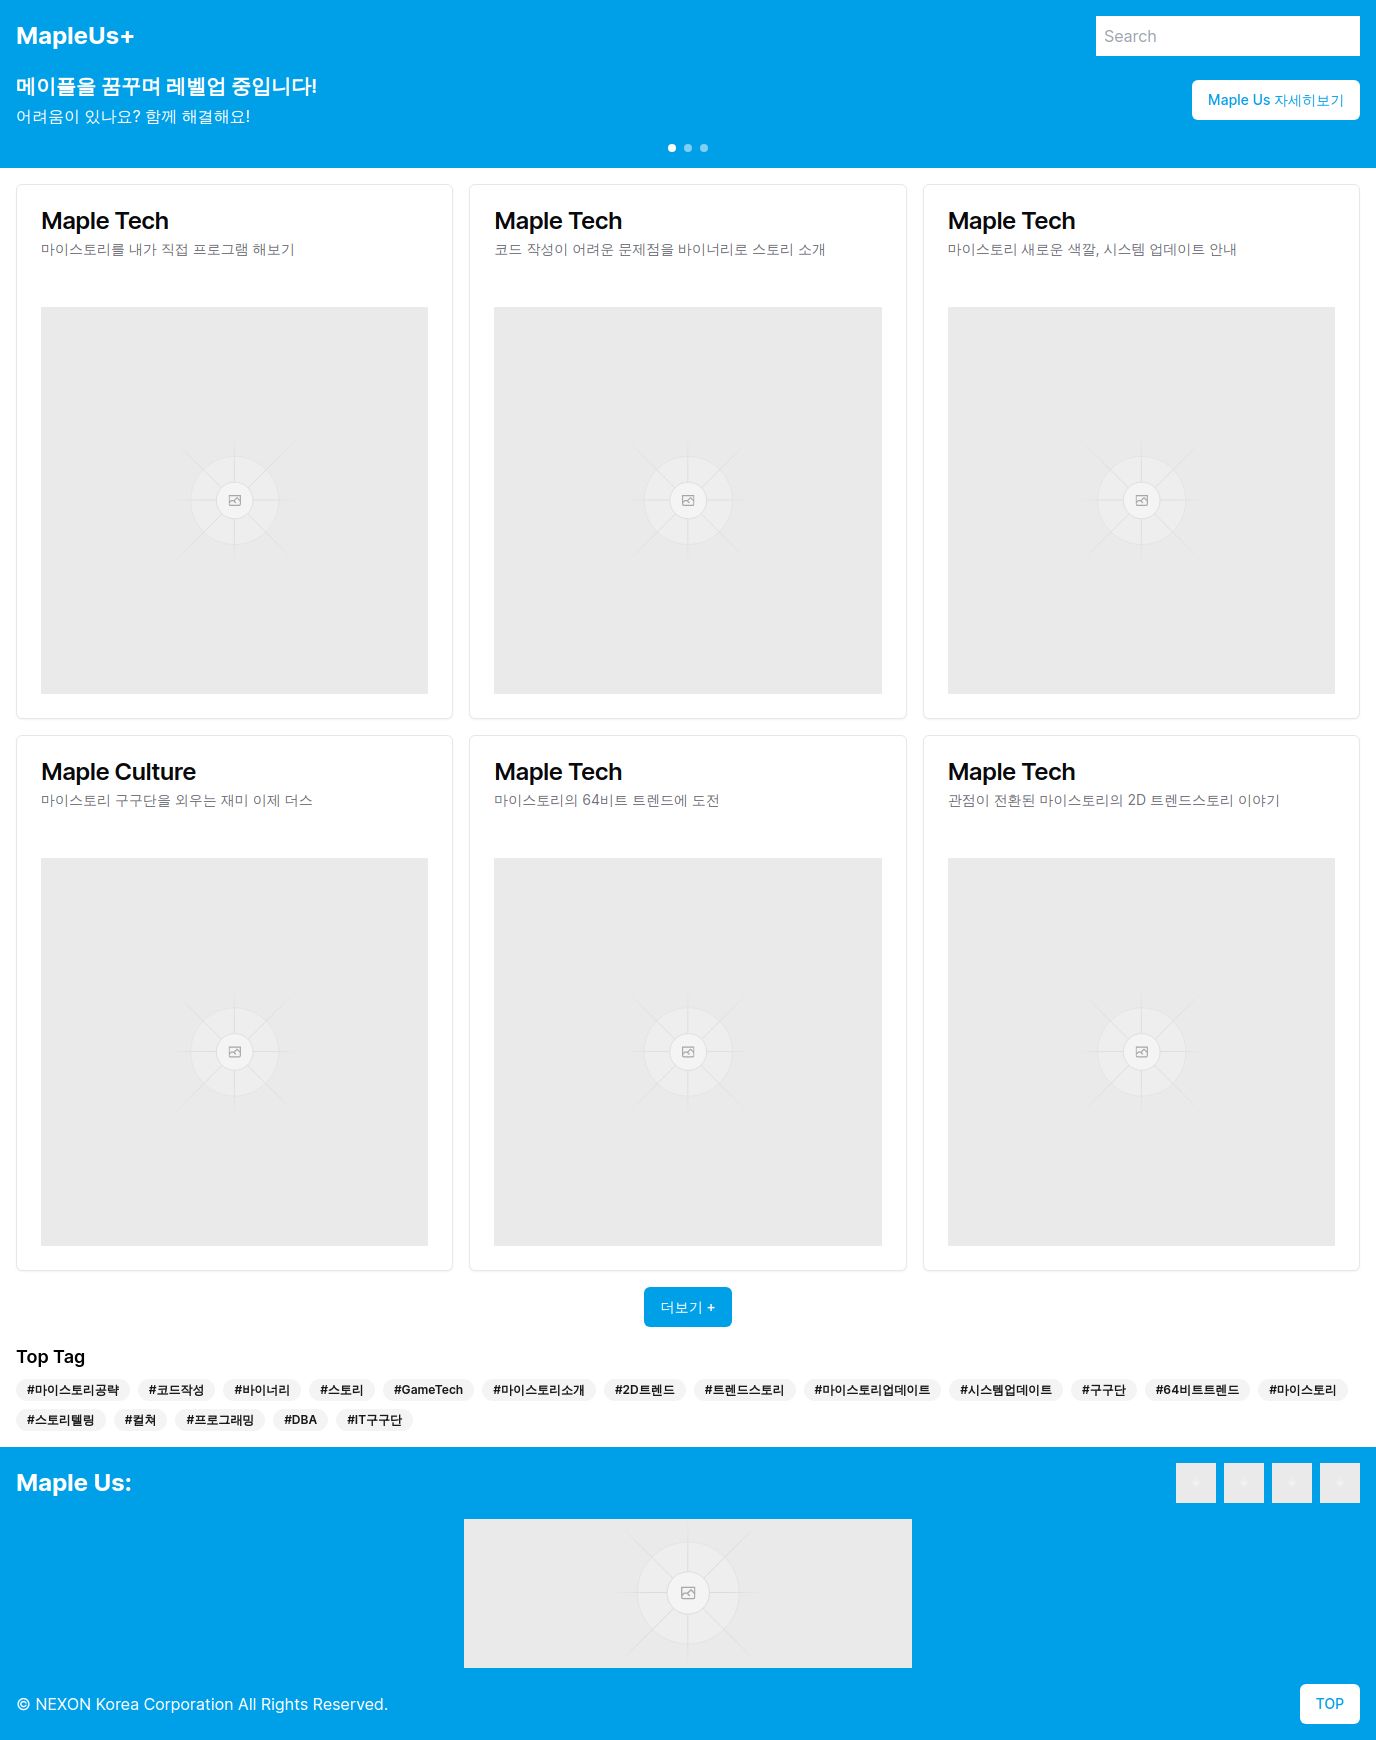 MapleUs+
Search
메이플을 꿈꾸며 레벨업 중입니다!
어려움이 있나요? 함께 해결해요!
Maple Us 자세히보기
Maple Tech
마이스토리를 내가 직접 프로그램 해보기
Maple Tech
코드 작성이 어려운 문제점을 바이너리로 스토리 소개
Maple Tech
마이스토리 새로운 색깔, 시스템 업데이트 안내
Maple Culture
마이스토리 구구단을 외우는 재미 이제 더스
Maple Tech
마이스토리의 64비트 트렌드에 도전
Maple Tech
관점이 전환된 마이스토리의 2D 트렌드스토리 이야기
더보기 +
Top Tag
#마이스토리공략 #코드작성 #바이너리 #스토리 #GameTech #마이스토리소개 #2D트렌드 #트렌드스토리 #마이스토리업데이트 #시스템업데이트 #구구단 #64비트트렌드 #마이스토리
#스토리텔링 #컬쳐 #프로그래밍 #DBA #IT구구단
Maple Us:
© NEXON Korea Corporation All Rights Reserved.
TOP